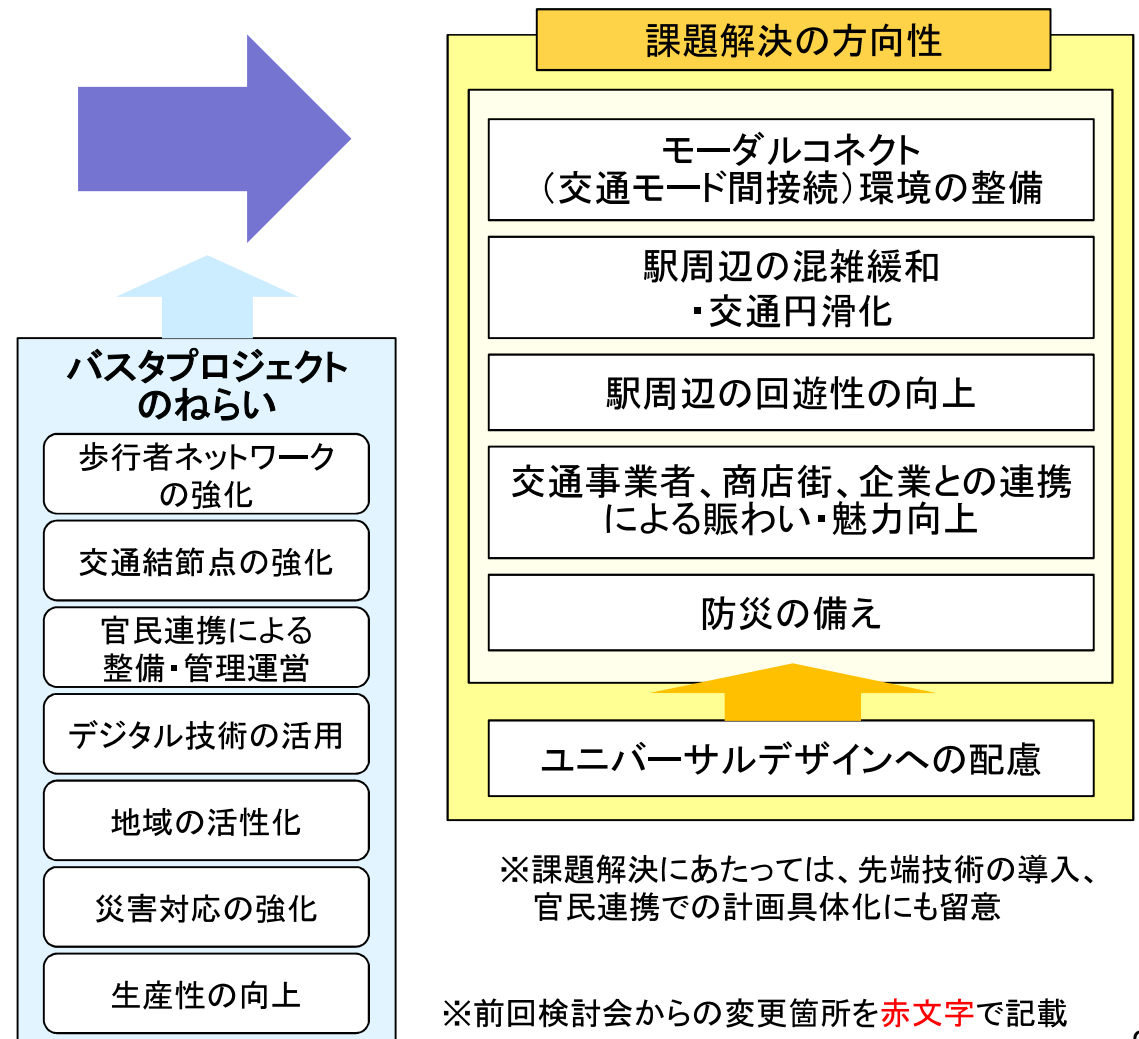 課題解決の方向性
モーダルコネクト
（交通モード間接続）環境の整備
駅周辺の混雑緩和
・交通円滑化
駅周辺の回遊性の向上
交通事業者、商店街、企業との連携
による賑わい・魅力向上
防災の備え
ユニバーサルデザインへの配慮
※課題解決にあたっては、先端技術の導入、
官民連携での計画具体化にも留意
バスタプロジェクト
のねらい
歩行者ネットワーク
の強化
交通結節点の強化
官民連携による
整備・管理運営
デジタル技術の活用
地域の活性化
災害対応の強化
生産性の向上
※前回検討会からの変更箇所を赤文字で記載